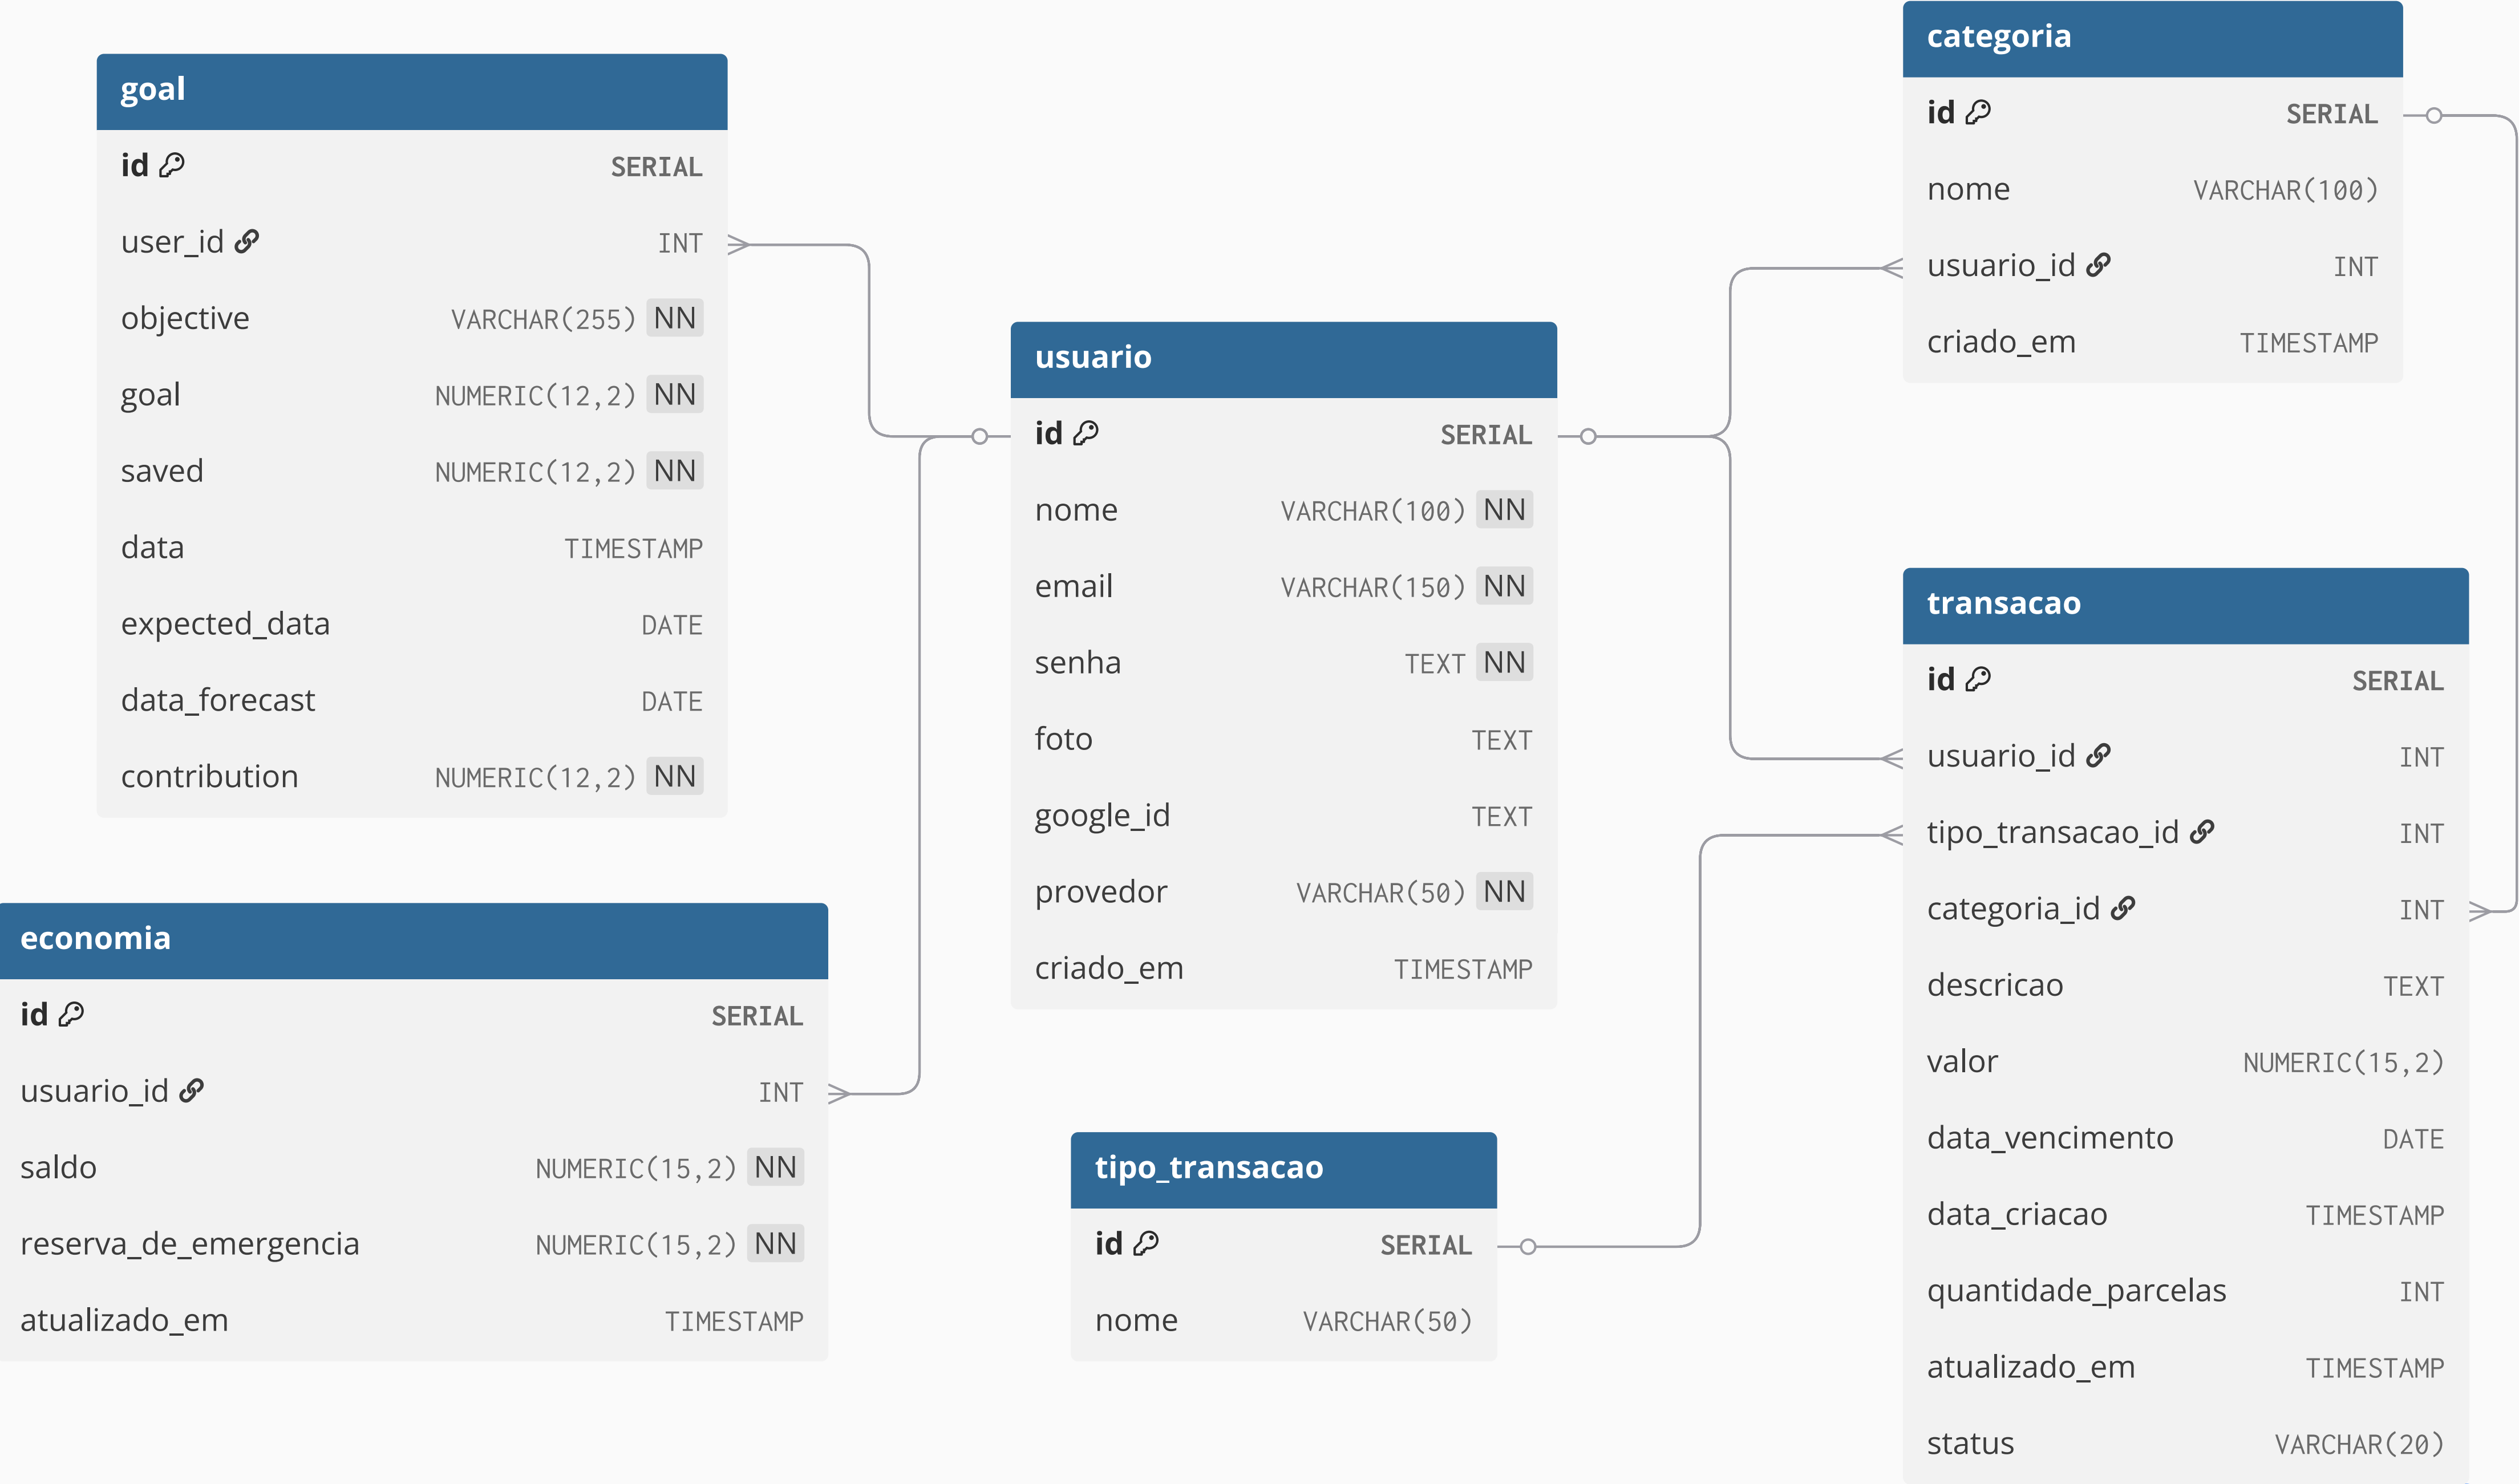 goal
id SERIAL
user_id INT
objective VARCHAR(255) NN
goal NUMERIC(12,2) NN
saved NUMERIC(12,2) NN
data TIMESTAMP
expected_data DATE
data_forecast DATE
contribution NUMERIC(12,2) NN
economia
id SERIAL
usuario_id INT
saldo NUMERIC(15,2) NN
reserva_de_emergencia NUMERIC(15,2) NN
atualizado_em TIMESTAMP
usuario
id SERIAL
nome VARCHAR(100) NN
email VARCHAR(150) NN
senha TEXT NN
foto TEXT
google_id TEXT
provedor VARCHAR(50) NN
criado_em TIMESTAMP
tipo_transacao
id SERIAL
nome VARCHAR(50)
categoria
id SERIAL
nome VARCHAR(100)
usuario_id INT
criado_em TIMESTAMP
transacao
id SERIAL
usuario_id INT
tipo_transacao_id INT
categoria_id INT
descricao TEXT
valor NUMERIC(15,2)
data_vencimento DATE
data_criacao TIMESTAMP
quantidade_parcelas INT
atualizado_em TIMESTAMP
status VARCHAR(20)